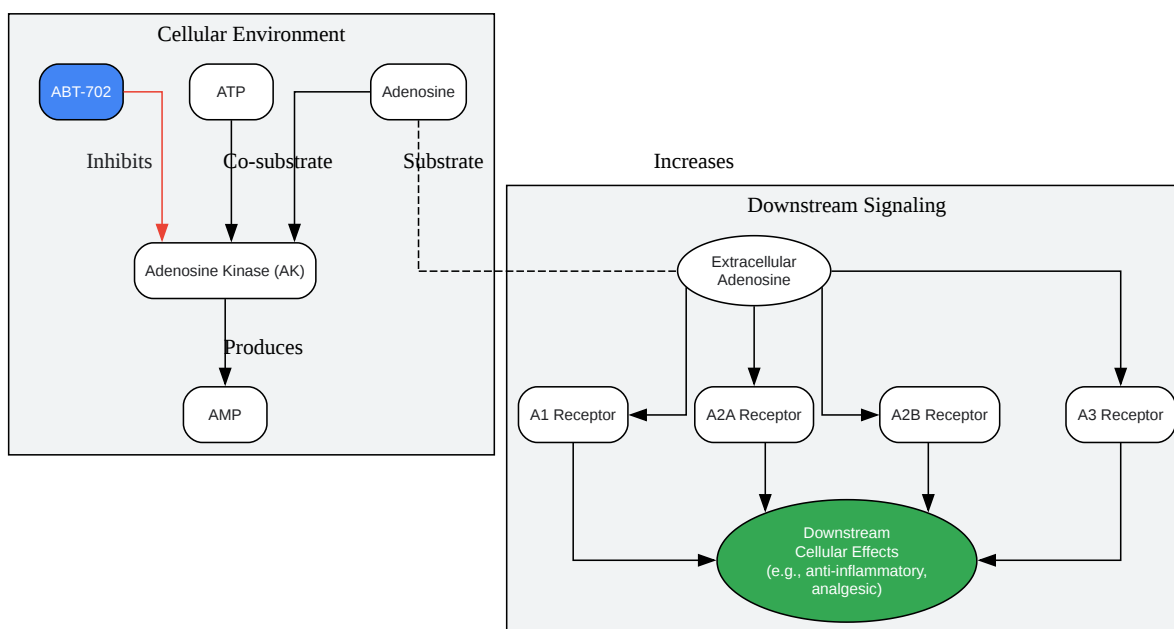 Cellular Environment
ABT-702
ATP
Adenosine
Inhibits
Co-substrate
Substrate
Increases
Downstream Signaling
Adenosine Kinase (AK)
Extracellular
Adenosine
Produces
AMP
A1 Receptor
A2A Receptor
A2B Receptor
A3 Receptor
Downstream
Cellular Effects
(e.g., anti-inflammatory,
analgesic)